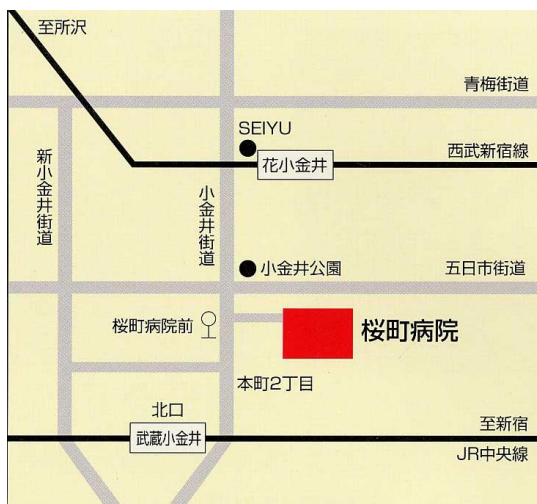 至所沢
青梅街道
SEIYU
西武新宿線
花小金井
新小金井街道
小金井街道
小金井公園
五日市街道
桜町病院前
桜町病院
本町2丁目
北口
武蔵小金井
至新宿
JR中央線